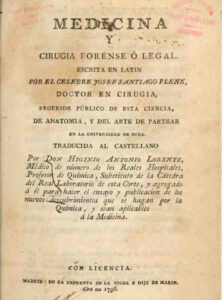 MEDICINA
Y
CIRUGIA FORENSE Ó LEGAL.
ESCRITA EN LATIN
POR EL CELEBRE JOSEF SANTIAGO PLENK,
DOCTOR EN CIRUGIA,
PROFESOR PÚBLICO DE ESTA CIENCIA,
DE ANATOMIA, Y DEL ARTE DE PARTEAR
EN LA UNIVERSIDAD DE BUDA.
TRADUCIDA AL CASTELLANO
Por Don Higinio Antonio Lorente,
Médico de número de los Reales Hospitales,
Profesor de Química, Substituto de la Cátedra
del Real Laboratorio de esta Corte, y agregado
á él para hacer el ensayo y publicacion de los
nuevos descubrimientos que se hagan por la
Química, y sean aplicables
á la Medicina.
CON LICENCIA.
MADRID: EN LA IMPRENTA DE LA VIUDA E HIJO DE MARIN.
AÑO DE 1796.